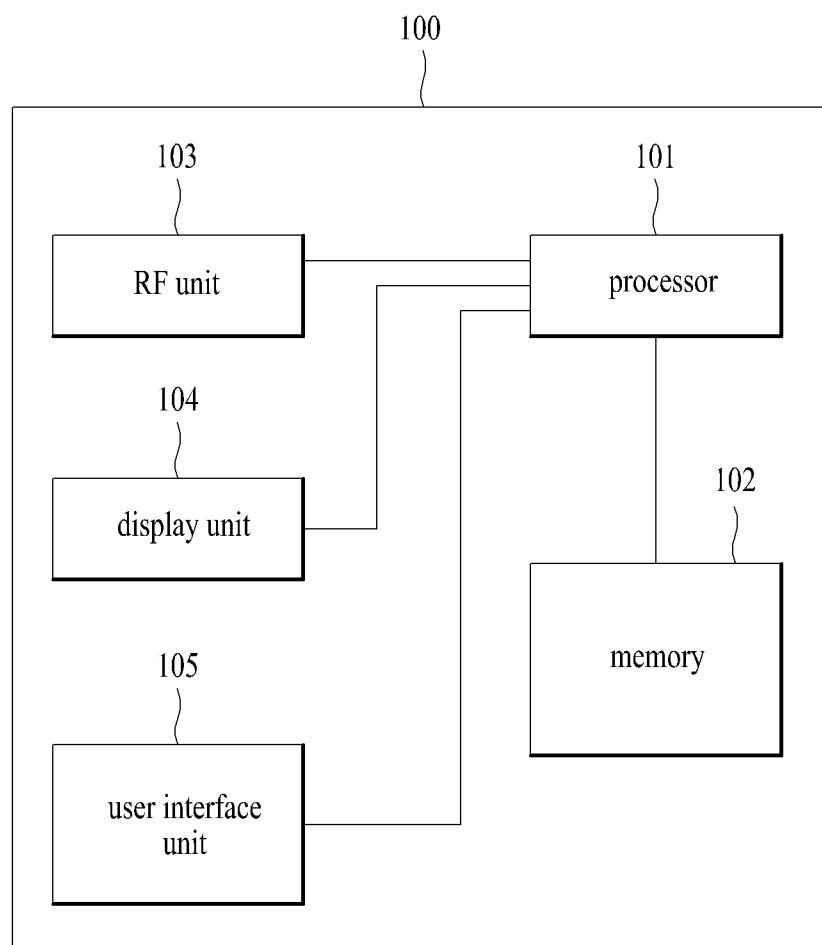 100
103
101
RF unit
processor
104
display unit
102
memory
105
user interface
unit